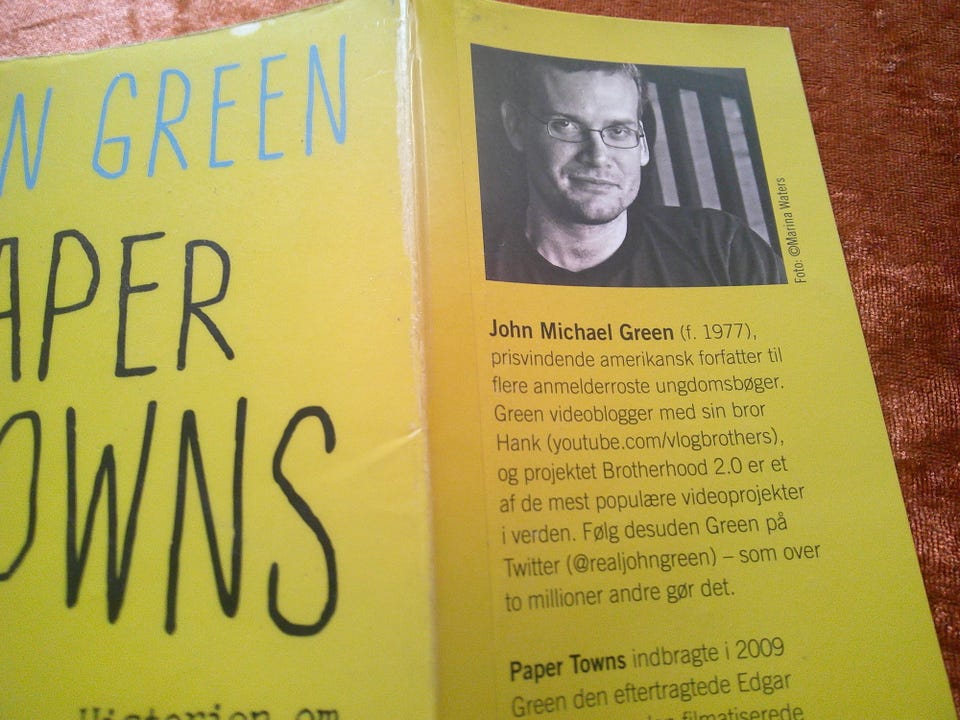 N GREEN
APER
OWNS
Historien om
Foto: ©Marina Waters
John Michael Green (f. 1977),
prisvindende amerikansk forfatter til
flere anmelderroste ungdomsbøger.
Green videoblogger med sin bror
Hank (youtube.com/vlogbrothers),
og projektet Brotherhood 2.0 er et
af de mest populære videoprojekter
i verden. Følg desuden Green på
Twitter (@realjohngreen) – som over
to millioner andre gør det.
Paper Towns indbragte i 2009
Green den eftertragtede Edgar
filmatiserede